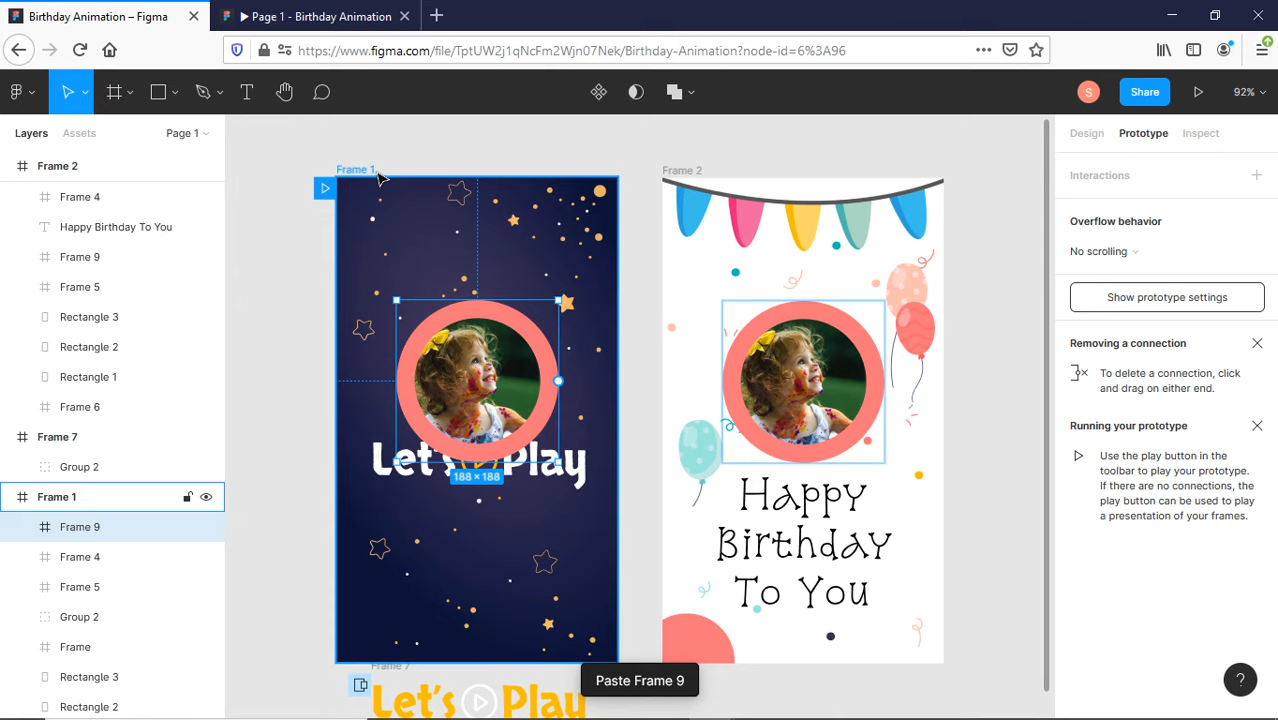 Birthday Animation – Figma
Page 1 - Birthday Animation
https://www.figma.com/file/TptUW2j1qNcFm2Wjn07Nek/Birthday-Animation?node-id=6%3A96
S
Share
92%
Layers
Assets
Page 1
Design
Prototype
Inspect
Frame 2
Frame 4
Happy Birthday To You
Frame 9
Frame 5
Rectangle 3
Rectangle 2
Rectangle 1
Frame 6
Frame 7
Group 2
Frame 1
Frame 9
Frame 4
Frame 5
Group 2
Frame
Rectangle 3
Rectangle 2
Frame 1
Let's Play
188 × 188
Frame 7
Let's Play
Frame 2
Happy
Birthday
To You
Paste Frame 9
Interactions
Overflow behavior
No scrolling
Show prototype settings
Removing a connection
To delete a connection, click
and drag on either end.
Running your prototype
Use the play button in the
toolbar to play your prototype.
If there are no connections, the
play button can be used to play
a presentation of your frames.
?